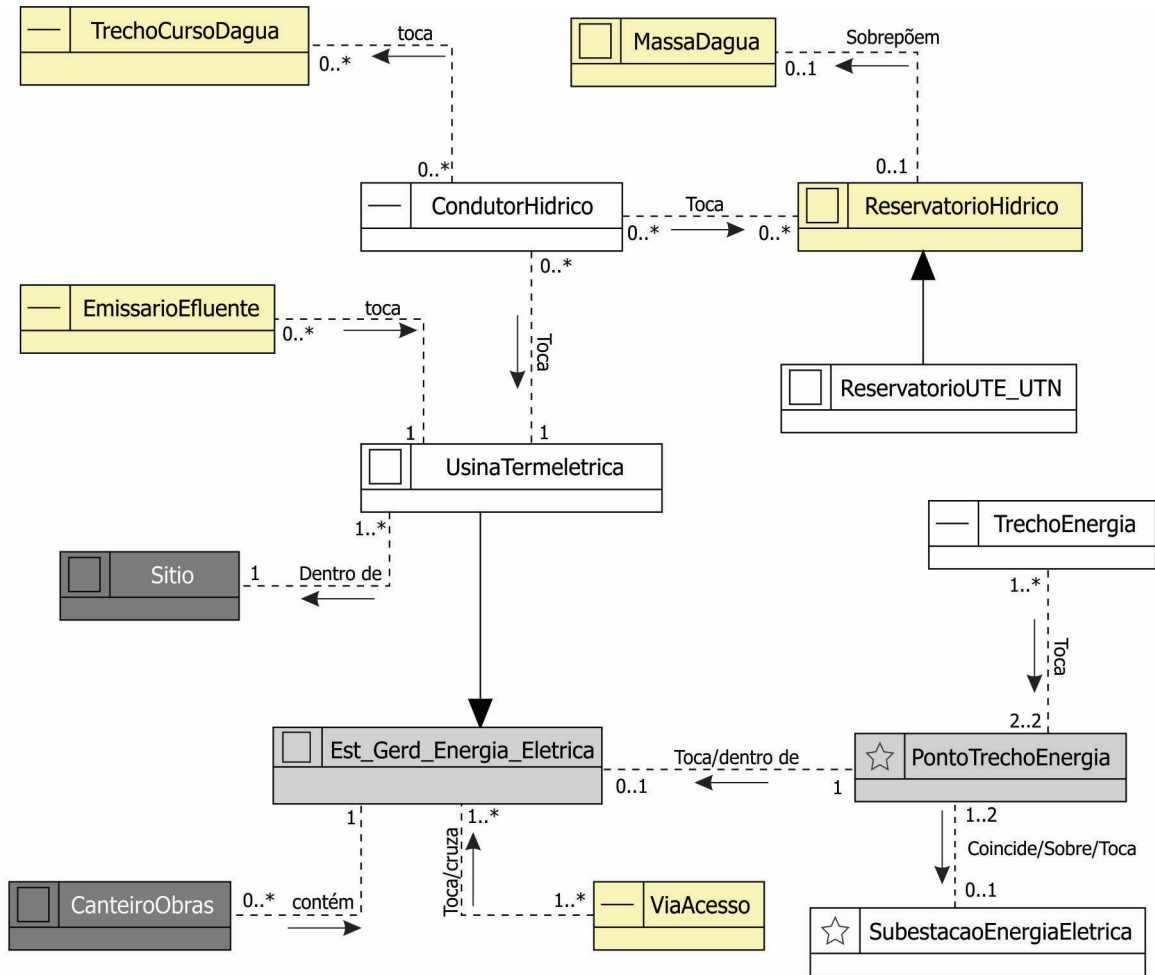 TrechoCursoDagua
toca
0..*
MassaDagua
Sobrepõem
0..1
0..*
0..1
CondutorHidrico
Toca
0..*
0..*
ReservatorioHidrico
0..*
EmissarioEfluente
toca
0..*
Toca
ReservatorioUTE_UTN
1
1
UsinaTermeletrica
1..*
TrechoEnergia
Sitio
1
Dentro de
1..*
Toca
2..2
Est_Gerd_Energia_Eletrica
Toca/dentro de
0..1
1
PontoTrechoEnergia
1
1..*
1..2
Toca/cruza
Coincide/Sobre/Toca
CanteiroObras
0..*
contém
1..*
ViaAcesso
0..1
SubestacaoEnergiaEletrica